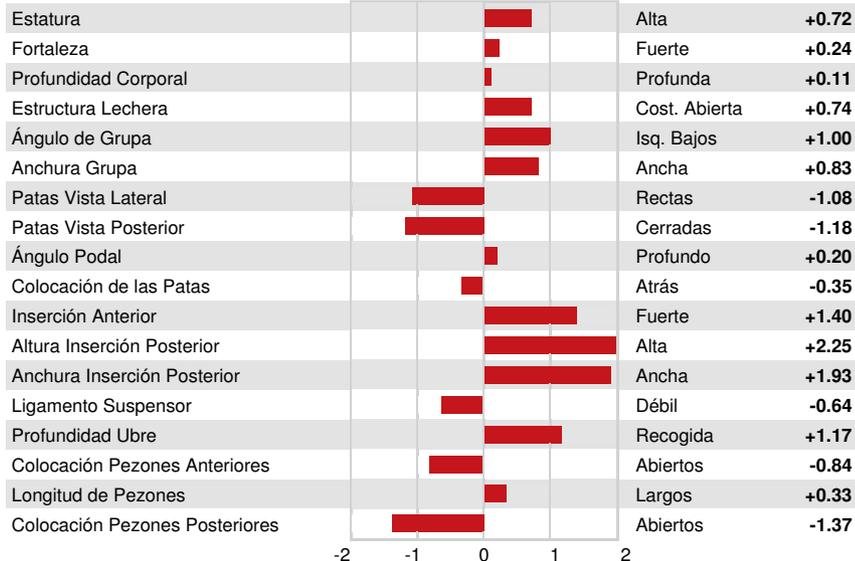 Estatura Alta +0.72
Fortaleza Fuerte +0.24
Profundidad Corporal Profunda +0.11
Estructura Lechera Cost. Abierta +0.74
Ángulo de Grupa Isq. Bajos +1.00
Anchura Grupa Ancha +0.83
Patas Vista Lateral Rectas -1.08
Patas Vista Posterior Cerradas -1.18
Ángulo Podal Profundo +0.20
Colocación de las Patas Atrás -0.35
Inserción Anterior Fuerte +1.40
Altura Inserción Posterior Alta +2.25
Anchura Inserción Posterior Ancha +1.93
Ligamento Suspensor Débil -0.64
Profundidad Ubre Recogida +1.17
Colocación Pezones Anteriores Abiertos -0.84
Longitud de Pezones Largos +0.33
Colocación Pezones Posteriores Abiertos -1.37
-2 -1 0 1 2